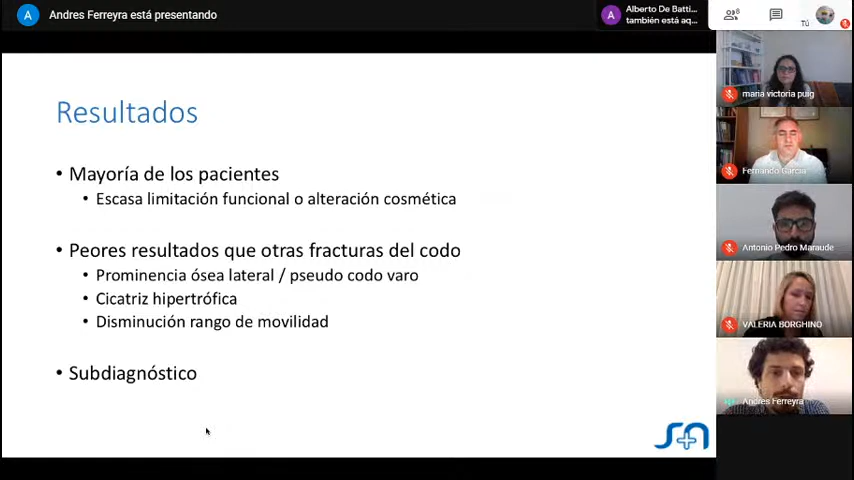 A
Andres Ferreyra está presentando
A
Alberto De Batti...
también está aq...
8
Tú
Resultados
• Mayoría de los pacientes
• Escasa limitación funcional o alteración cosmética
• Peores resultados que otras fracturas del codo
• Prominencia ósea lateral / pseudo codo varo
• Cicatriz hipertrófica
• Disminución rango de movilidad
• Subdiagnóstico
maria victoria puig
Fernando Garcia
Antonio Pedro Maraude
VALERIA BORGHINO
Andres Ferreyra